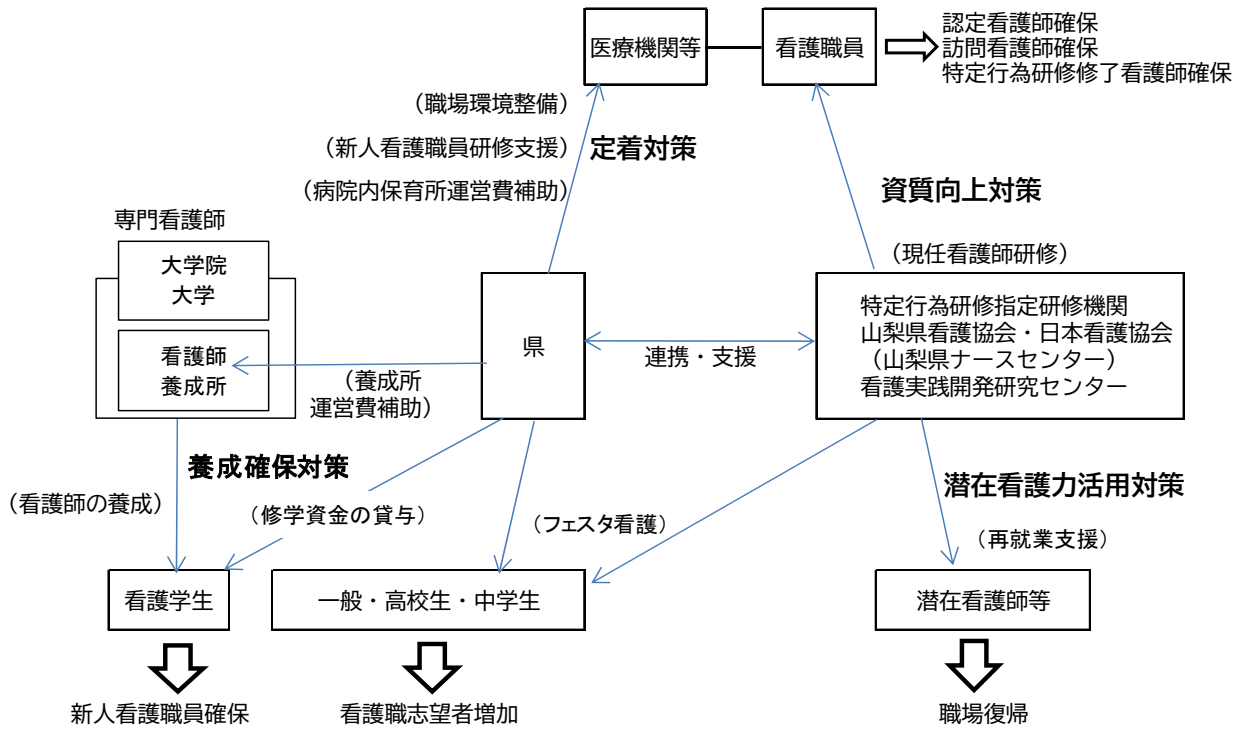 医療機関等
看護職員
認定看護師確保
訪問看護師確保
特定行為研修修了看護師確保
（職場環境整備）
（新人看護職員研修支援）
定着対策
（病院内保育所運営費補助）
資質向上対策
専門看護師
（現任看護師研修）
大学院
大学
看護師
養成所
県
連携・支援
特定行為研修指定研修機関
山梨県看護協会・日本看護協会
（山梨県ナースセンター）
看護実践開発研究センター
（養成所
運営費補助）
養成確保対策
潜在看護力活用対策
（看護師の養成）
（修学資金の貸与）
（フェスタ看護）
（再就業支援）
看護学生
一般・高校生・中学生
潜在看護師等
新人看護職員確保
看護職志望者増加
職場復帰